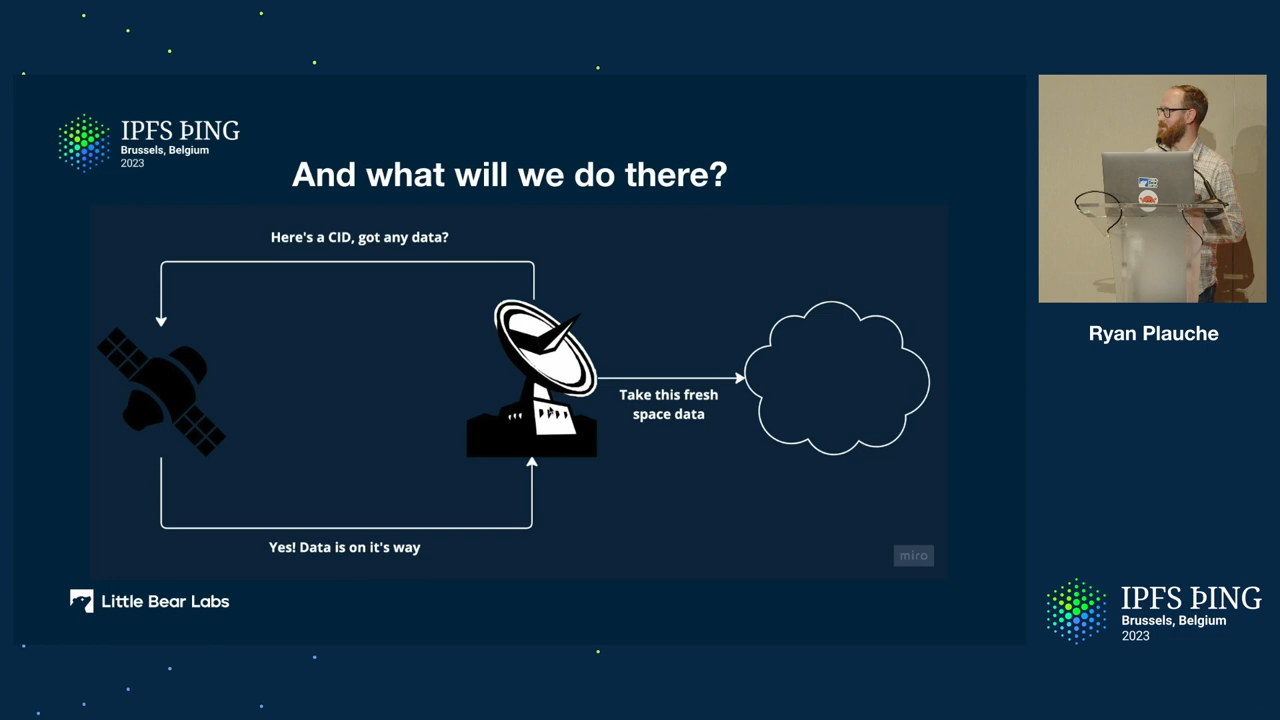 IPFS ÞING
Brussels, Belgium
2023
And what will we do there?
Here's a CID, got any data?
Take this fresh
space data
Yes! Data is on it's way
miro
Little Bear Labs
Ryan Plauche
IPFS ÞING
Brussels, Belgium
2023